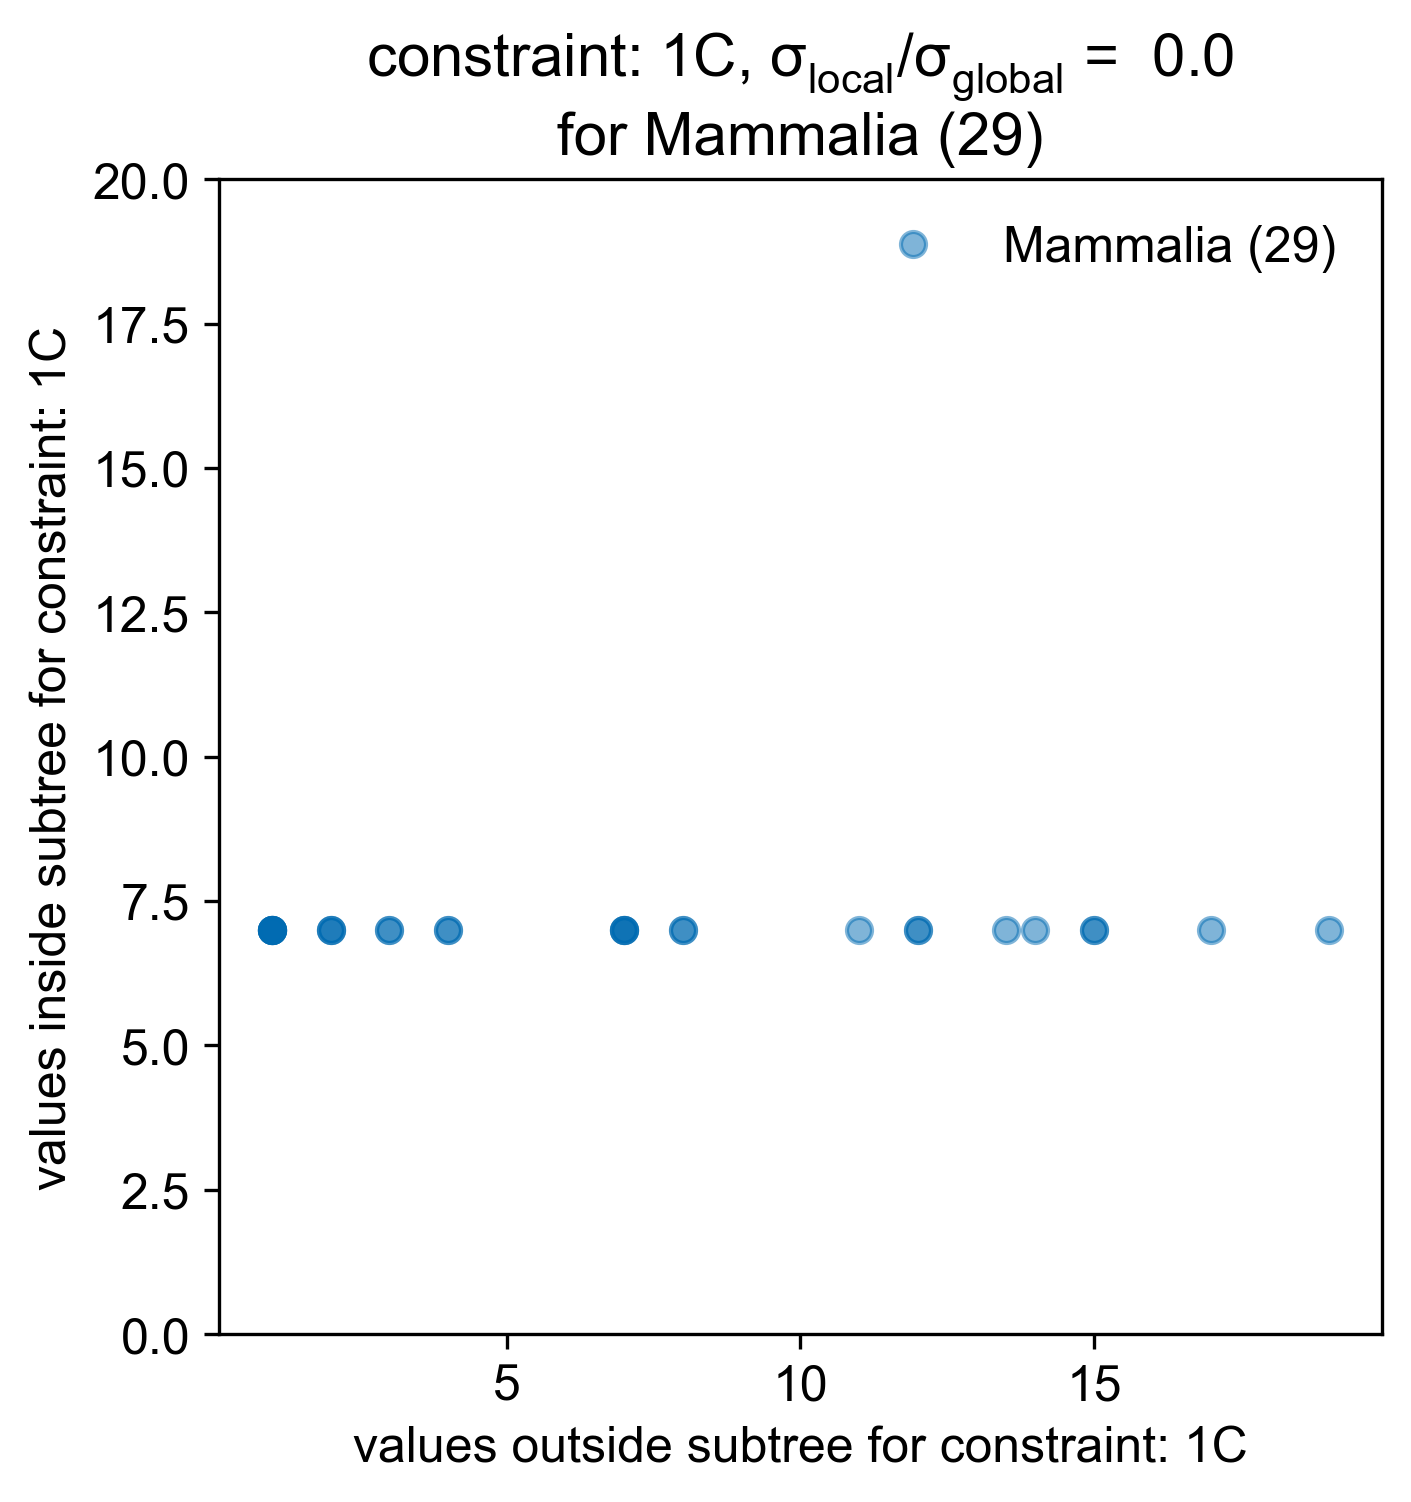 constraint: 1C, σlocal/σglobal = 0.0
for Mammalia (29)
20.0
17.5
15.0
12.5
10.0
7.5
5.0
2.5
0.0
values inside subtree for constraint: 1C
Mammalia (29)
5 10 15
values outside subtree for constraint: 1C